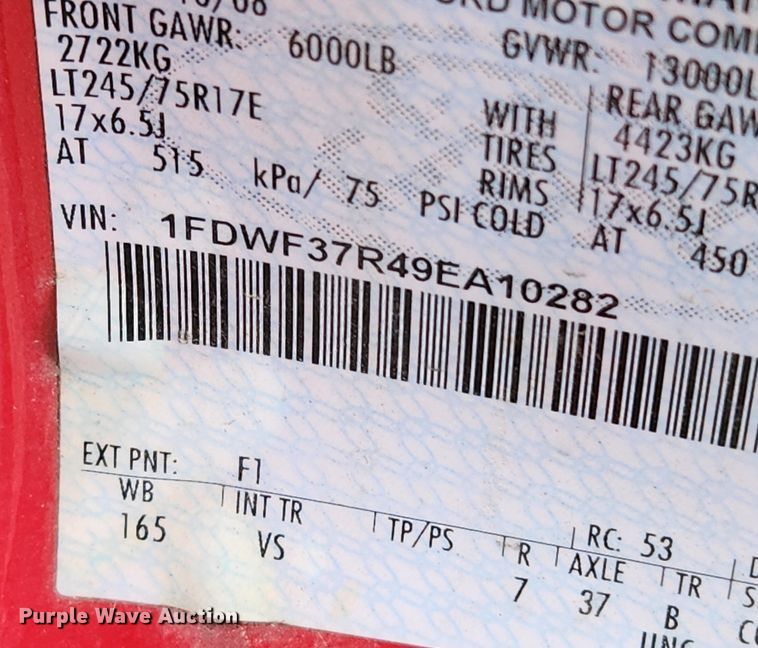 MOTOR COM
FRONT GAWR: 6000LB GVWR: 13000L
2722KG WITH REAR GAW
LT245/75R17E TIRES 4423KG
17x6.5J RIMS LT245/75R
AT 515 kPa/ 75 PSI COLD 17x6.5J
AT 450
VIN: 1FDWF37R49EA10282
EXT PNT: F1 RC: 53
WB INT TR TP/PS R AXLE TR
165 VS 7 37 B
Purple Wave Auction